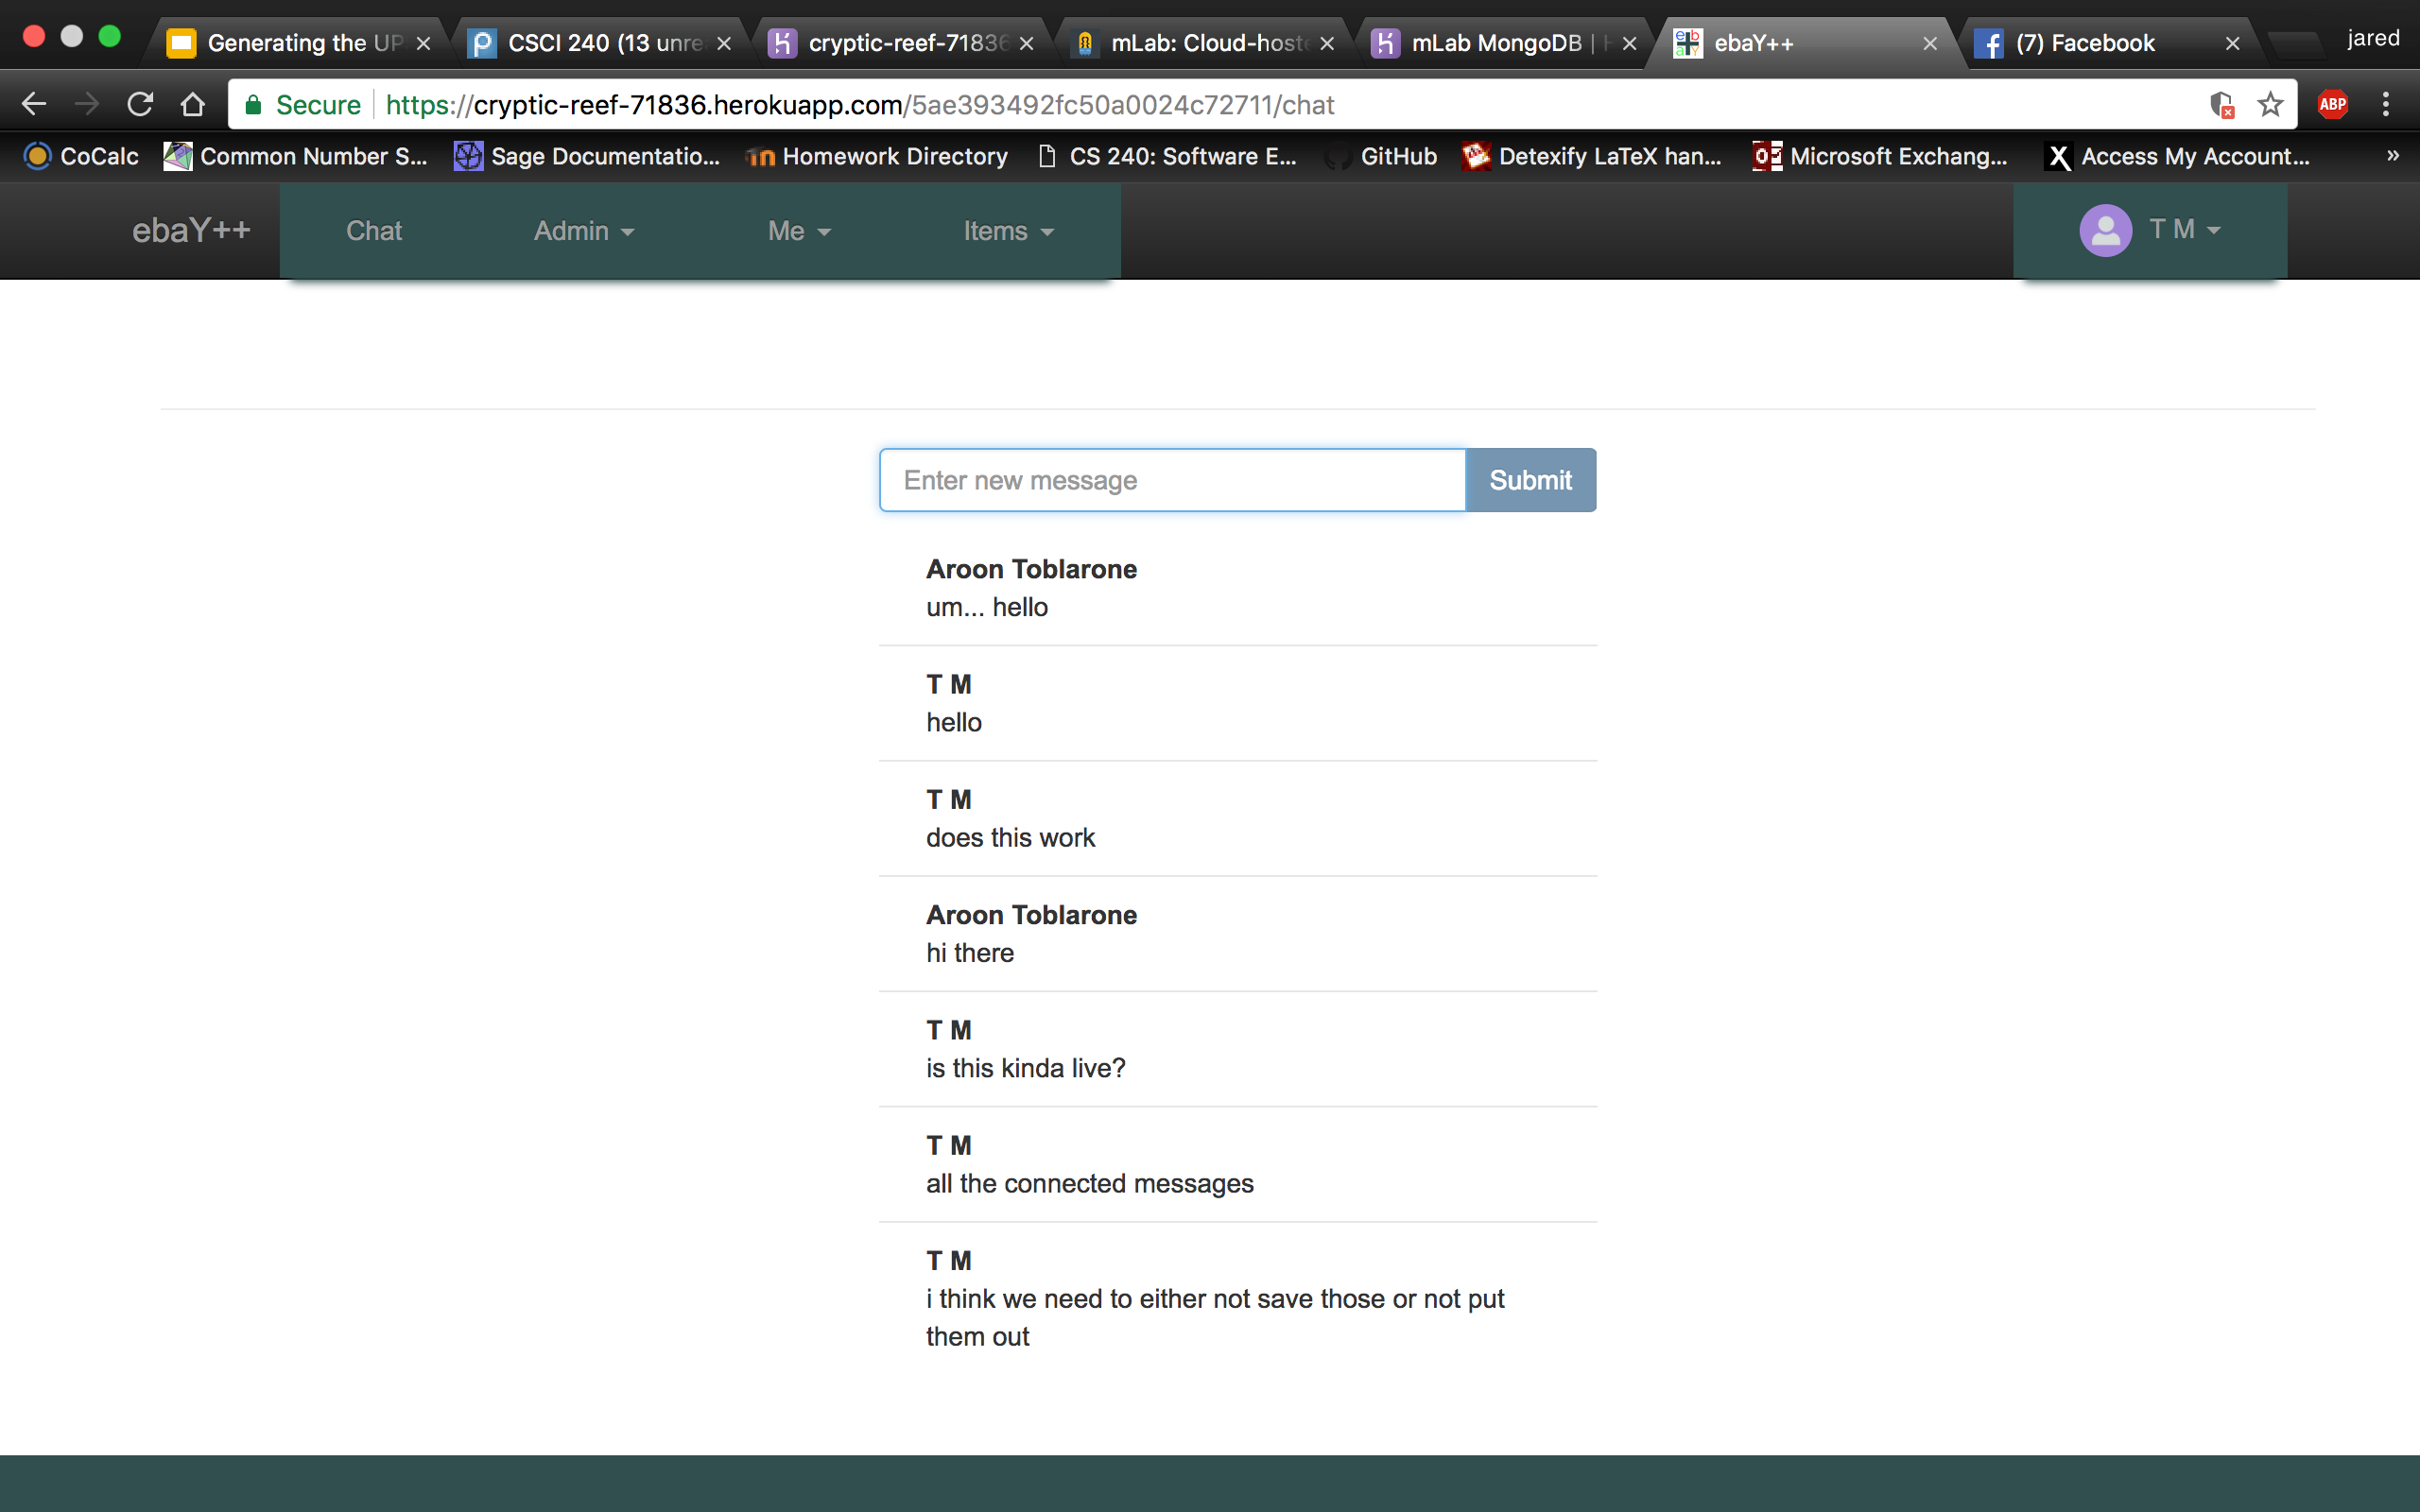 Generating the UP
CSCI 240 (13 unre
cryptic-reef-71836
mLab: Cloud-hoste
mLab MongoDB |
ebaY++
(7) Facebook
jared
Secure https://cryptic-reef-71836.herokuapp.com/5ae393492fc50a0024c72711/chat
ABP
CoCalc
Common Number S...
Sage Documentatio...
Homework Directory
CS 240: Software E...
GitHub
Detexify LaTeX han...
Microsoft Exchang...
Access My Account...
»
ebaY++
Chat
Admin
Me
Items
T M
Enter new message
Submit
Aroon Toblarone
um... hello
T M
hello
T M
does this work
Aroon Toblarone
hi there
T M
is this kinda live?
T M
all the connected messages
T M
i think we need to either not save those or not put
them out